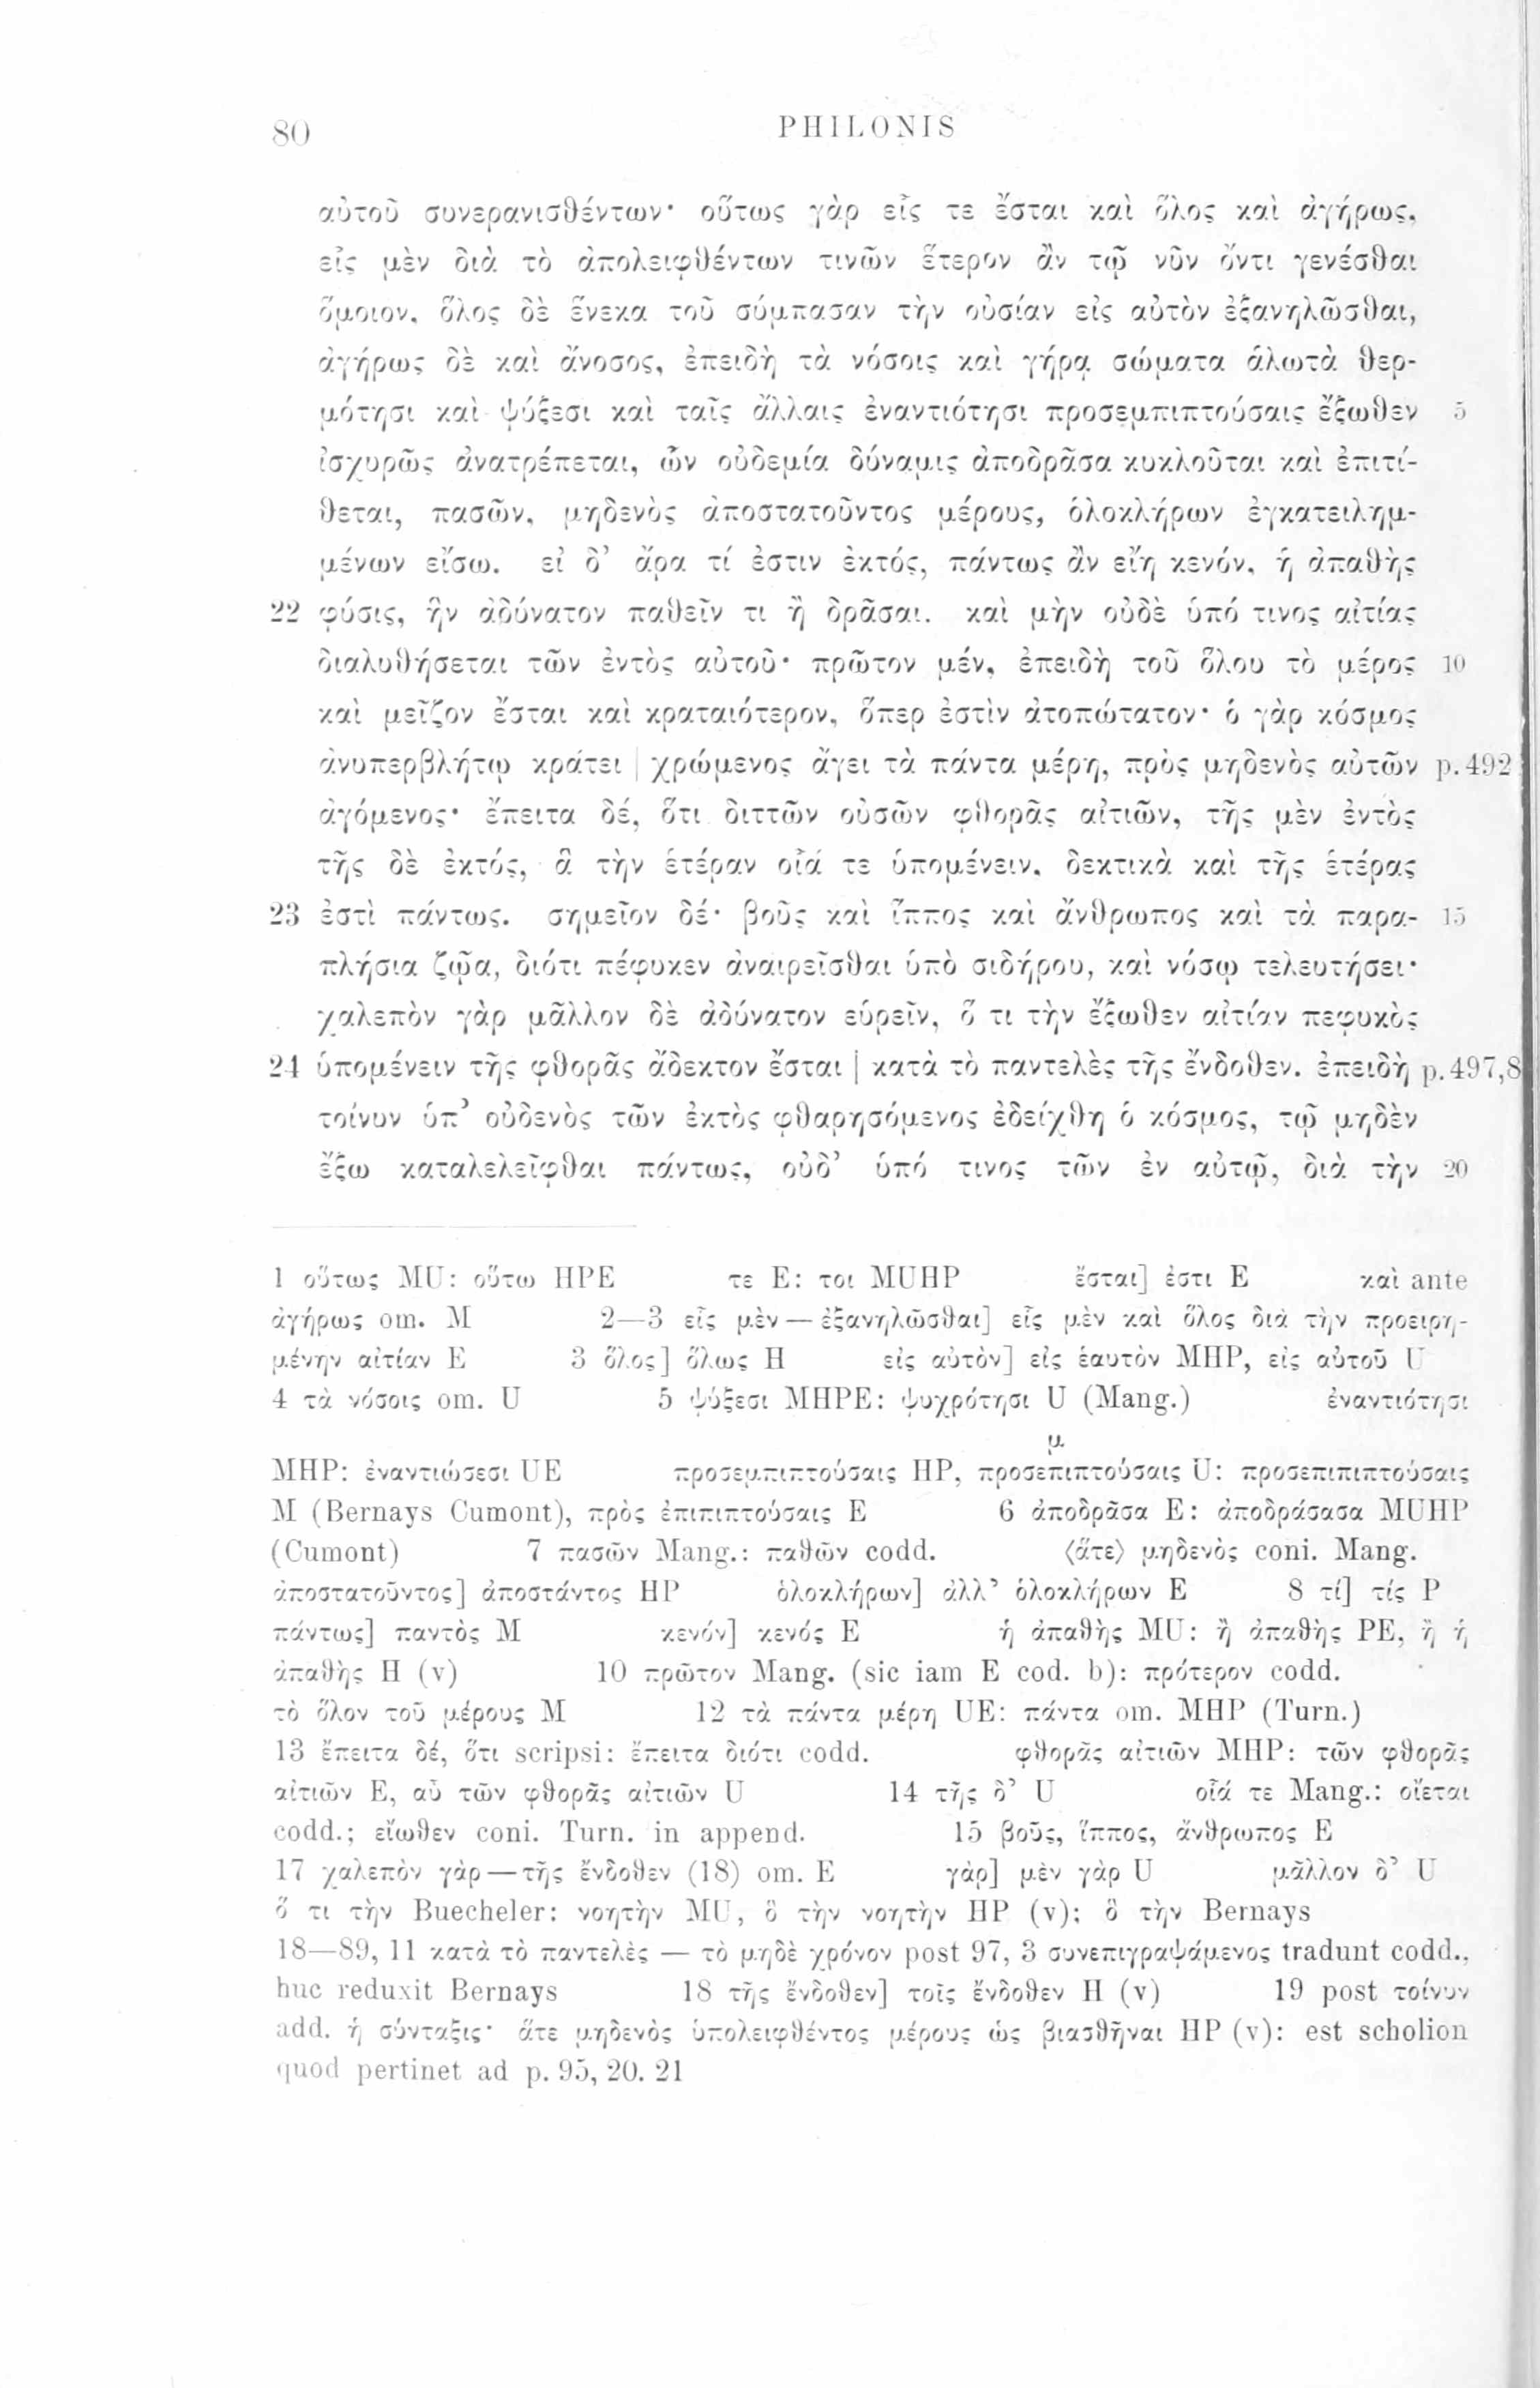 80 PHILONIS
αὐτοῦ συνερανισθέντων· οὕτως γὰρ εἷς τε ἔσται καὶ ὅλος καὶ ἀγήρως,
εἷς μὲν διὰ τὸ ἀπολειφθέντων τινῶν ἕτερον ἂν τῷ νῦν ὄντι γενέσθαι
ὅμοιον, ὅλος δὲ ἕνεκα τοῦ σύμπασαν τὴν οὐσίαν εἰς αὐτὸν ἐξανηλῶσθαι,
ἀγήρως δὲ καὶ ἄνοσος, ἐπειδὴ τὰ νόσοις καὶ γήρᾳ σώματα ἁλωτὰ θερ-
μότησι καὶ ψύξεσι καὶ ταῖς ἄλλαις ἐναντιότησι προσεμπιπτούσαις ἔξωθεν 5
ἰσχυρῶς ἀνατρέπεται, ὧν οὐδεμία δύναμις ἀποδρᾶσα κυκλοῦται καὶ ἐπιτί-
θεται, πασῶν, μηδενὸς ἀποστατοῦντος μέρους, ὁλοκλήρων ἐγκατειλημ-
μένων εἴσω. εἰ δ’ ἄρα τί ἐστιν ἐκτός, πάντως ἂν εἴη κενόν, ἡ ἀπαθὴς
22 φύσις, ἣν ἀδύνατον παθεῖν τι ἢ δρᾶσαι. καὶ μὴν οὐδὲ ὑπό τινος αἰτίας
διαλυθήσεται τῶν ἐντὸς αὐτοῦ· πρῶτον μέν, ἐπειδὴ τοῦ ὅλου τὸ μέρος 10
καὶ μεῖζον ἔσται καὶ κραταιότερον, ὅπερ ἐστὶν ἀτοπώτατον· ὁ γὰρ κόσμος
ἀνυπερβλήτῳ κράτει | χρώμενος ἄγει τὰ πάντα μέρη, πρὸς μηδενὸς αὐτῶν p. 492
ἀγόμενος· ἔπειτα δέ, ὅτι διττῶν οὐσῶν φθορᾶς αἰτιῶν, τῆς μὲν ἐντὸς
τῆς δὲ ἐκτός, ἃ τὴν ἑτέραν οἷά τε ὑπομένειν, δεκτικὰ καὶ τῆς ἑτέρας
23 ἐστὶ πάντως. σημεῖον δέ· βοῦς καὶ ἵππος καὶ ἄνθρωπος καὶ τὰ παρα- 15
πλήσια ζῷα, διότι πέφυκεν ἀναιρεῖσθαι ὑπὸ σιδήρου, καὶ νόσῳ τελευτήσει·
χαλεπὸν γὰρ μᾶλλον δὲ ἀδύνατον εὑρεῖν, ὅ τι τὴν ἔξωθεν αἰτίαν πεφυκὸς
24 ὑπομένειν τῆς φθορᾶς ἄδεκτον ἔσται | κατὰ τὸ παντελὲς τῆς ἔνδοθεν. ἐπειδὴ p. 497,8
τοίνυν ὑπ’ οὐδενὸς τῶν ἐκτὸς φθαρησόμενος ἐδείχθη ὁ κόσμος, τῷ μηδὲν
ἔξω καταλελεῖφθαι πάντως, οὐδ’ ὑπό τινος τῶν ἐν αὐτῷ, διὰ τὴν 20
1 οὕτως MU: οὕτω HPE τε E: τοι MUHP ἔσται] ἐστι E καὶ ante
ἀγήρως om. M 2—3 εἷς μὲν — ἐξανηλῶσθαι] εἷς μὲν καὶ ὅλος διὰ τὴν προειρη-
μένην αἰτίαν E 3 ὅλος] ὅλως H εἰς αὐτὸν] εἰς ἑαυτὸν MHP, εἰς αὐτοῦ U
4 τὰ νόσοις om. U 5 ψύξεσι MHPE: ψυχρότησι U (Mang.) ἐναντιότησι
μ
MHP: ἐναντιώσεσι UE προσεμπιπτούσαις HP, προσεπιπτούσαις U: προσεπιπιπτούσαις
M (Bernays Cumont), πρὸς ἐπιπιπτούσαις E 6 ἀποδρᾶσα E: ἀποδράσασα MUHP
(Cumont) 7 πασῶν Mang.: παθῶν codd. ⟨ἅτε⟩ μηδενὸς coni. Mang.
ἀποστατοῦντος] ἀποστάντος HP ὁλοκλήρων] ἀλλ’ ὁλοκλήρων E 8 τί] τίς P
πάντως] παντὸς M κενόν] κενός E ἡ ἀπαθὴς MU: ἢ ἀπαθὴς PE, ἢ ἡ
ἀπαθὴς H (v) 10 πρῶτον Mang. (sic iam E cod. b): πρότερον codd.
τὸ ὅλον τοῦ μέρους M 12 τὰ πάντα μέρη UE: πάντα om. MHP (Turn.)
13 ἔπειτα δέ, ὅτι scripsi: ἔπειτα διότι codd. φθορᾶς αἰτιῶν MHP: τῶν φθορᾶς
αἰτιῶν E, αὖ τῶν φθορᾶς αἰτιῶν U 14 τῆς δ’ U οἷά τε Mang.: οἴεται
codd.; εἴωθεν coni. Turn. in append. 15 βοῦς, ἵππος, ἄνθρωπος E
17 χαλεπὸν γὰρ — τῆς ἔνδοθεν (18) om. E γὰρ] μὲν γὰρ U μᾶλλον δ’ U
ὅ τι τὴν Buecheler: νοητὴν MU, ὃ τὴν νοητὴν HP (v); ὃ τὴν Bernays
18—89, 11 κατὰ τὸ παντελὲς — τὸ μηδὲ χρόνον post 97, 3 συνεπιγραψάμενος tradunt codd.,
huc reduxit Bernays 18 τῆς ἔνδοθεν] τοῖς ἔνδοθεν H (v) 19 post τοίνυν
add. ἡ σύνταξις· ἅτε μηδενὸς ὑπολειφθέντος μέρους ὡς βιασθῆναι HP (v): est scholion
quod pertinet ad p. 95, 20. 21